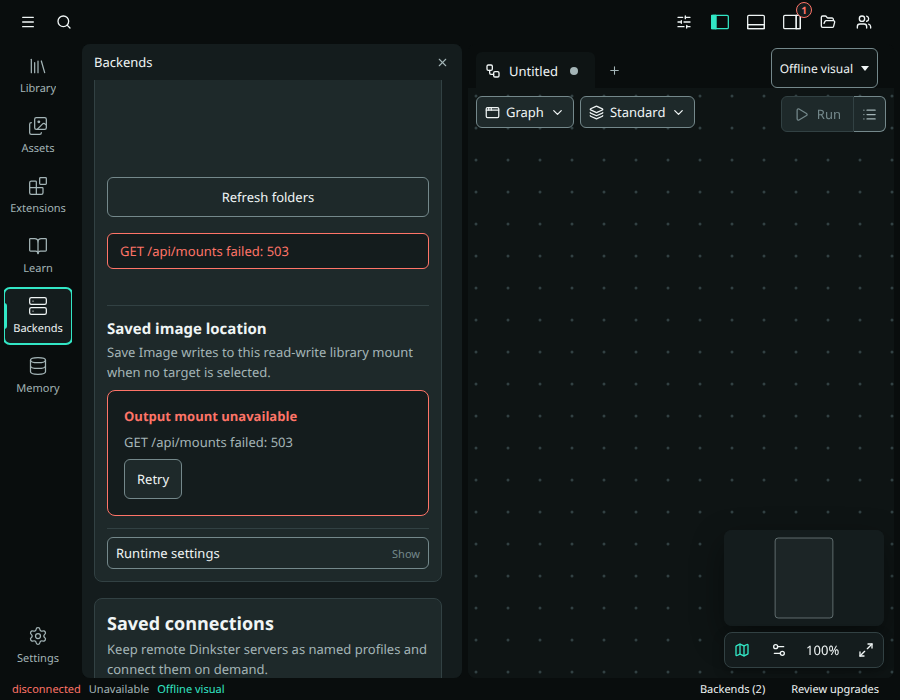 1
Library
Assets
Extensions
Learn
Backends
Memory
Settings
Backends
Refresh folders
GET /api/mounts failed: 503
Saved image location
Save Image writes to this read-write library mount
when no target is selected.
Output mount unavailable
GET /api/mounts failed: 503
Retry
Runtime settings Show
Saved connections
Keep remote Dinkster servers as named profiles and
connect them on demand.
Untitled
Offline visual
Graph
Standard
Run
100%
disconnected Unavailable Offline visual
Backends (2) Review upgrades